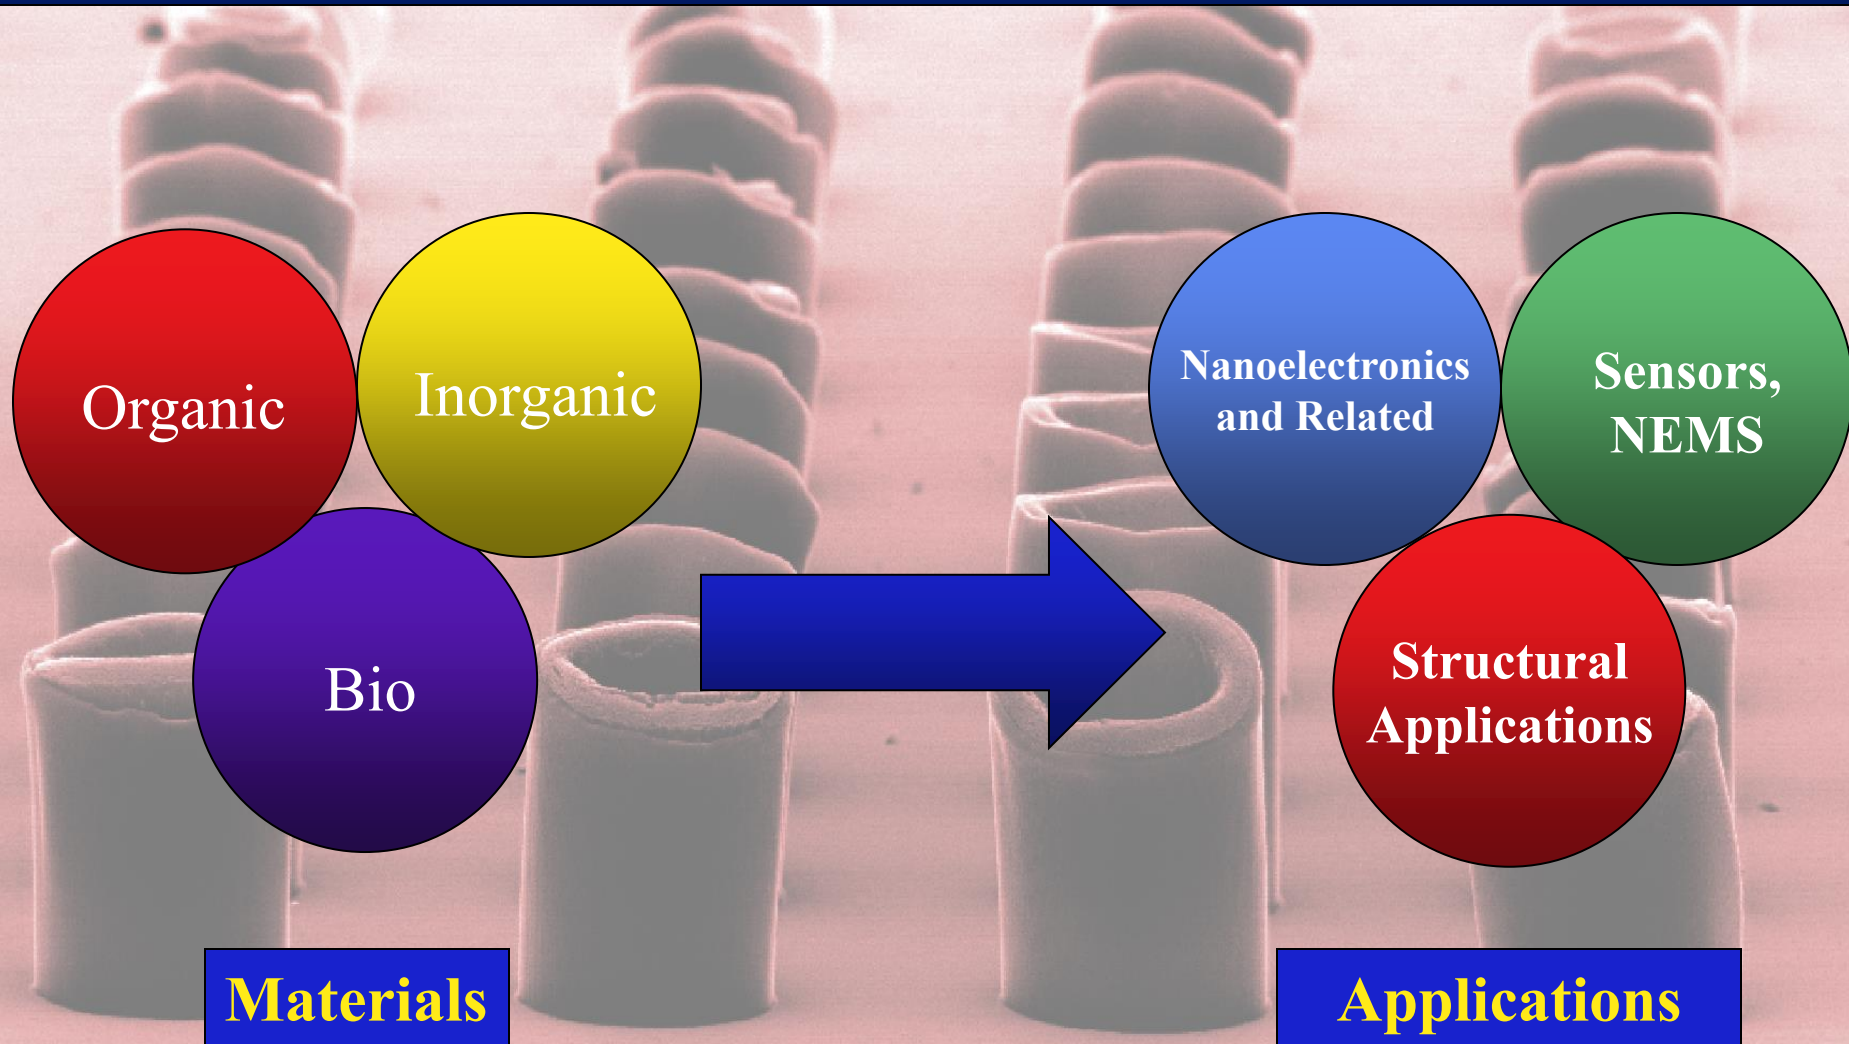 Organic
Inorganic
Bio
Nanoelectronics
and Related
Sensors,
NEMS
Structural
Applications
Materials
Applications